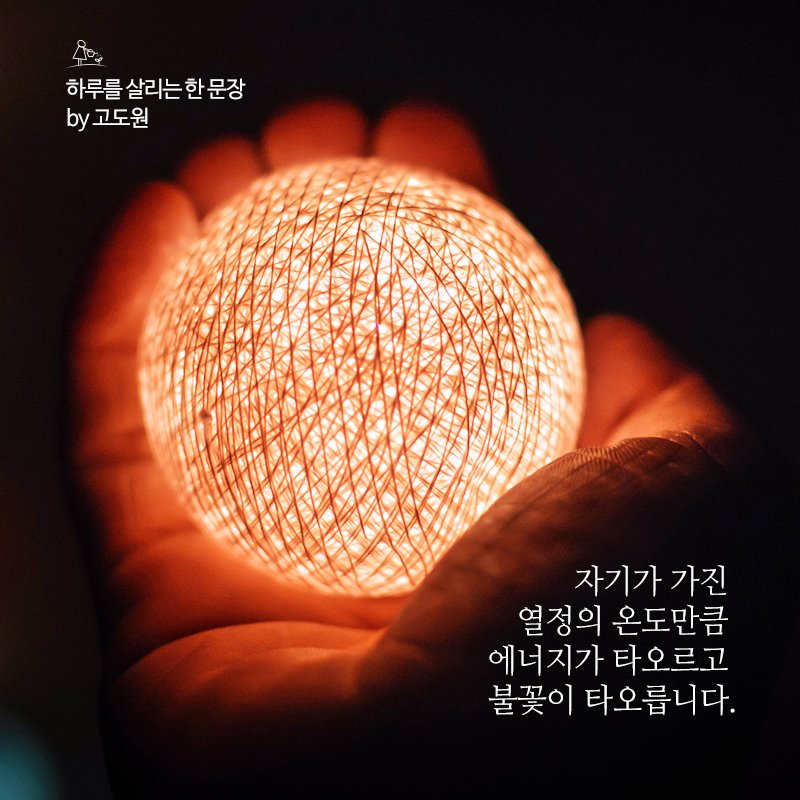 하루를 살리는 한 문장
by 고도원
자기가 가진
열정의 온도만큼
에너지가 타오르고
불꽃이 타오릅니다.